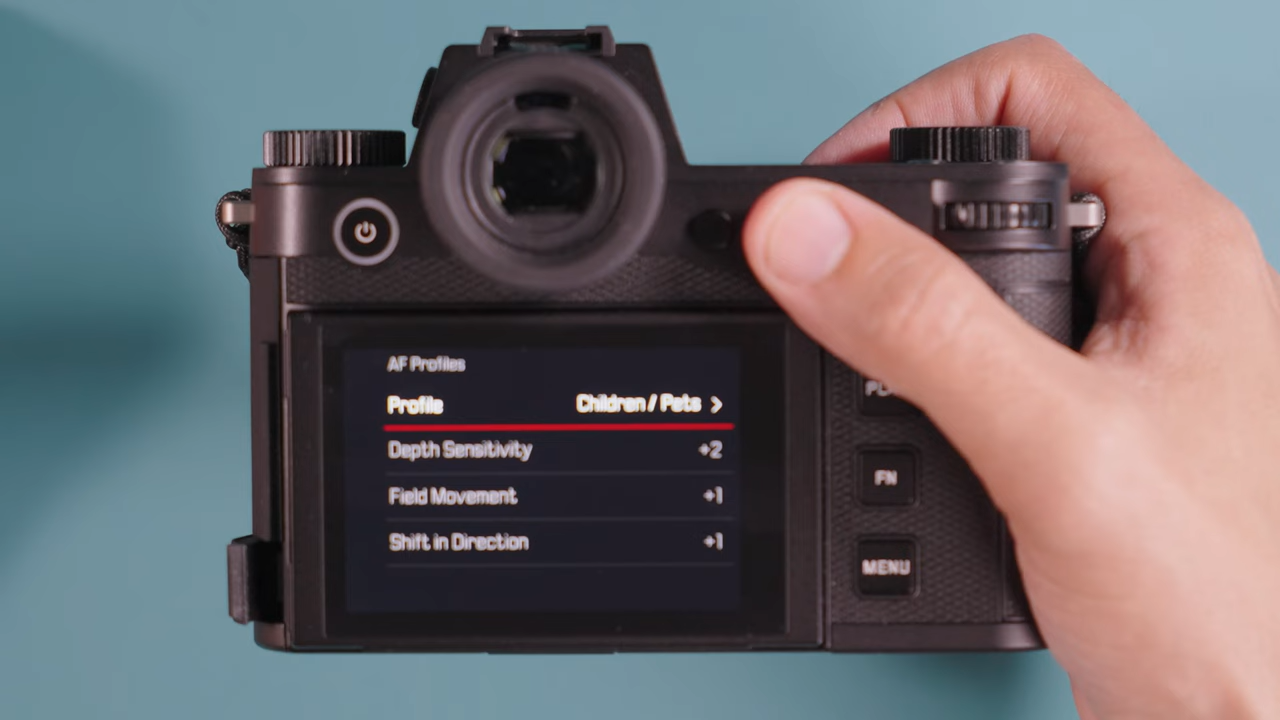 AF Profiles
Profile Children / Pets >
Depth Sensitivity +2
Field Movement +1
Shift in Direction +1
FN
MENU